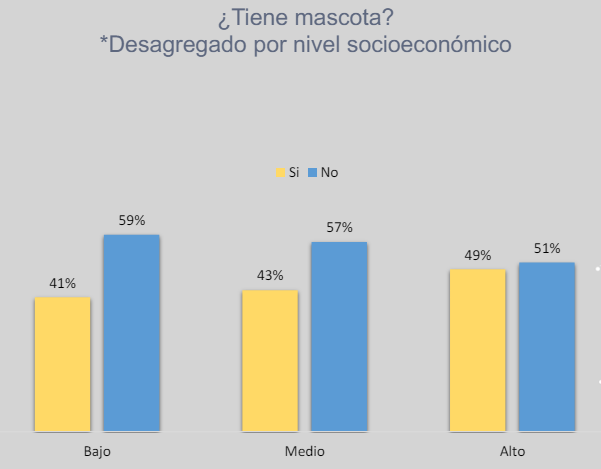 ¿Tiene mascota?
*Desagregado por nivel socioeconómico
Si No
59%
57%
51%
49%
43%
41%
Bajo Medio Alto